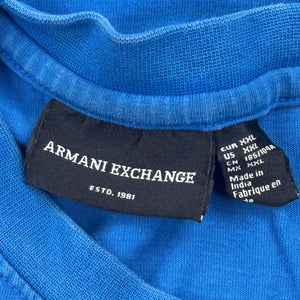 ARMANI EXCHANGE
ESTD. 1981
EUR XXL
US XXL
CN 185/104A
MX XXL
Made in
India
Fabriqué en